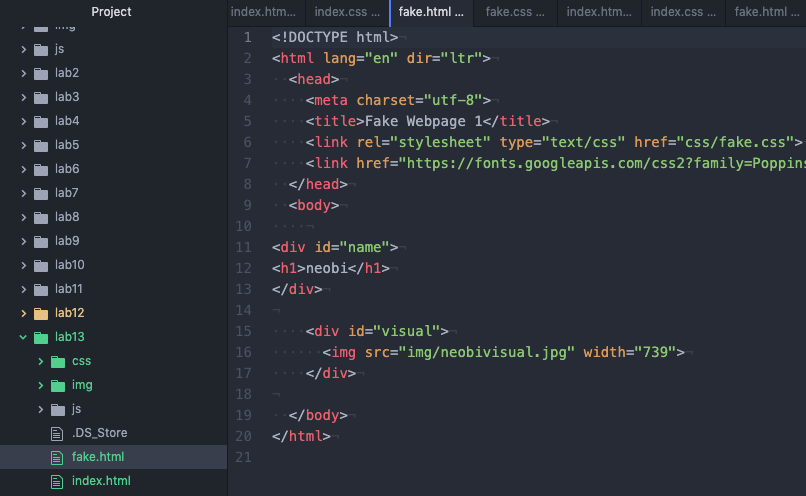 Project
img
js
lab2
lab3
lab4
lab5
lab6
lab7
lab8
lab9
lab10
lab11
lab12
lab13
css
img
js
.DS_Store
fake.html
index.html
index.htm... index.css ... fake.html ... fake.css ... index.htm... index.css ... fake.html ...
1 <!DOCTYPE html>
2 <html lang="en" dir="ltr">
3 <head>
4 <meta charset="utf-8">
5 <title>Fake Webpage 1</title>
6 <link rel="stylesheet" type="text/css" href="css/fake.css">
7 <link href="https://fonts.googleapis.com/css2?family=Poppins
8 </head>
9 <body>
10
11 <div id="name">
12 <h1>neobi</h1>
13 </div>
14
15 <div id="visual">
16 <img src="img/neobivisual.jpg" width="739">
17 </div>
18
19 </body>
20 </html>
21